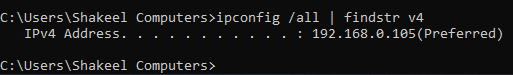 C:\Users\Shakeel Computers>ipconfig /all | findstr v4
   IPv4 Address. . . . . . . . . . . : 192.168.0.105(Preferred)
C:\Users\Shakeel Computers>